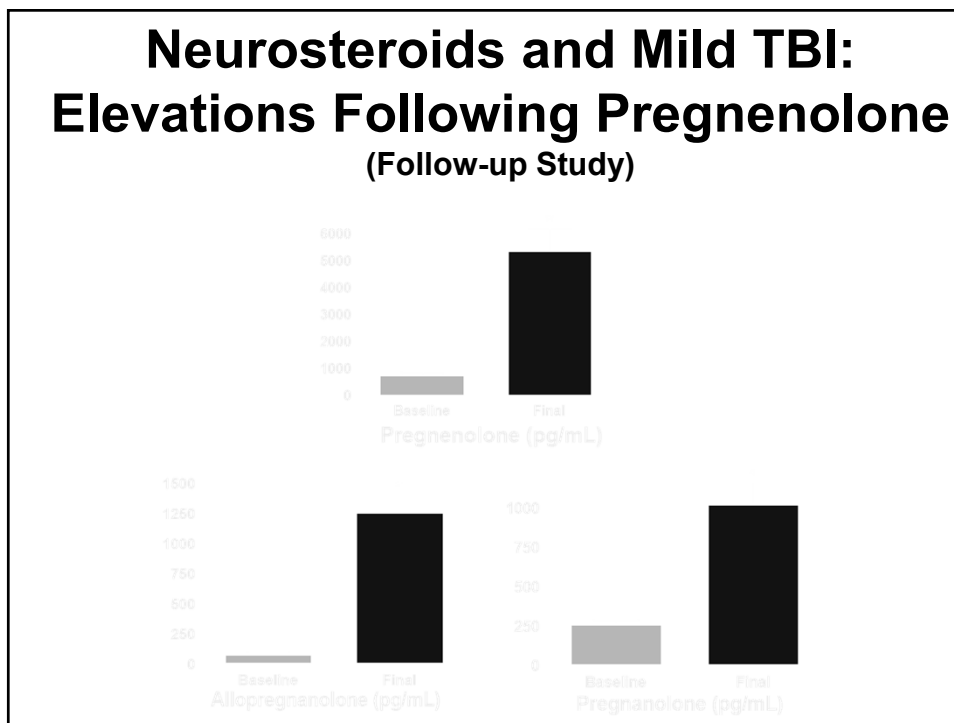 Neurosteroids and Mild TBI:
Elevations Following Pregnenolone
(Follow-up Study)
6000
5000
4000
3000
2000
1000
0
Baseline Final
Pregnenolone (pg/mL)
1500
1250
1000
750
500
250
0
Baseline Final
Allopregnanolone (pg/mL)
1000
750
500
250
0
Baseline Final
Pregnanolone (pg/mL)